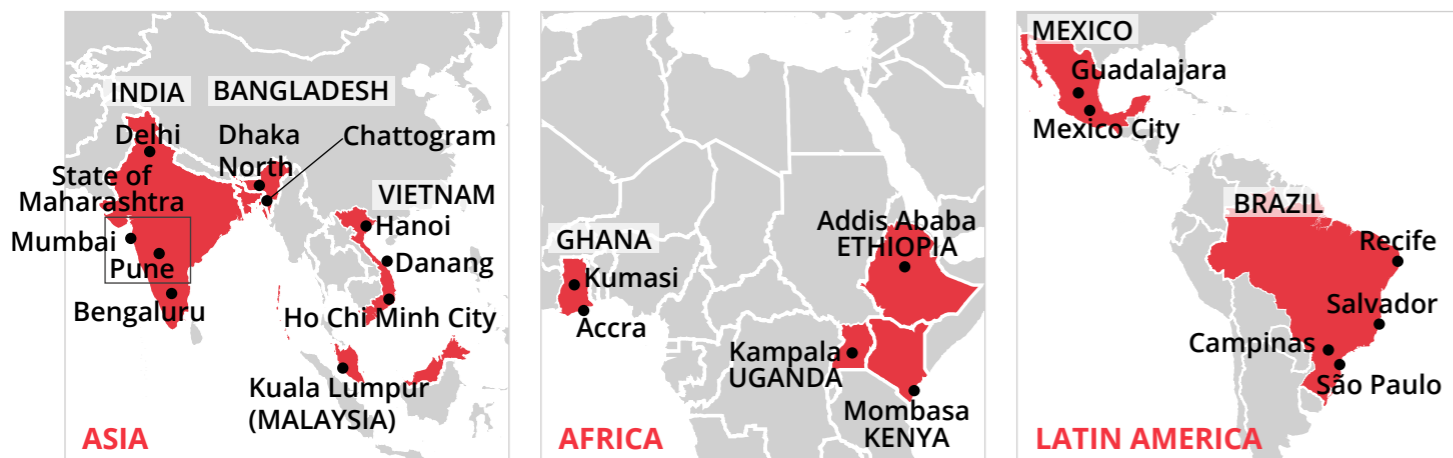 INDIA
BANGLADESH
Delhi
Dhaka
North
Chattogram
State of
Maharashtra
VIETNAM
Mumbai
Hanoi
Pune
Danang
Bengaluru
Ho Chi Minh City
Kuala Lumpur
(MALAYSIA)
ASIA
GHANA
Kumasi
Accra
Addis Ababa
ETHIOPIA
Kampala
UGANDA
Mombasa
KENYA
AFRICA
MEXICO
Guadalajara
Mexico City
BRAZIL
Recife
Salvador
Campinas
São Paulo
LATIN AMERICA